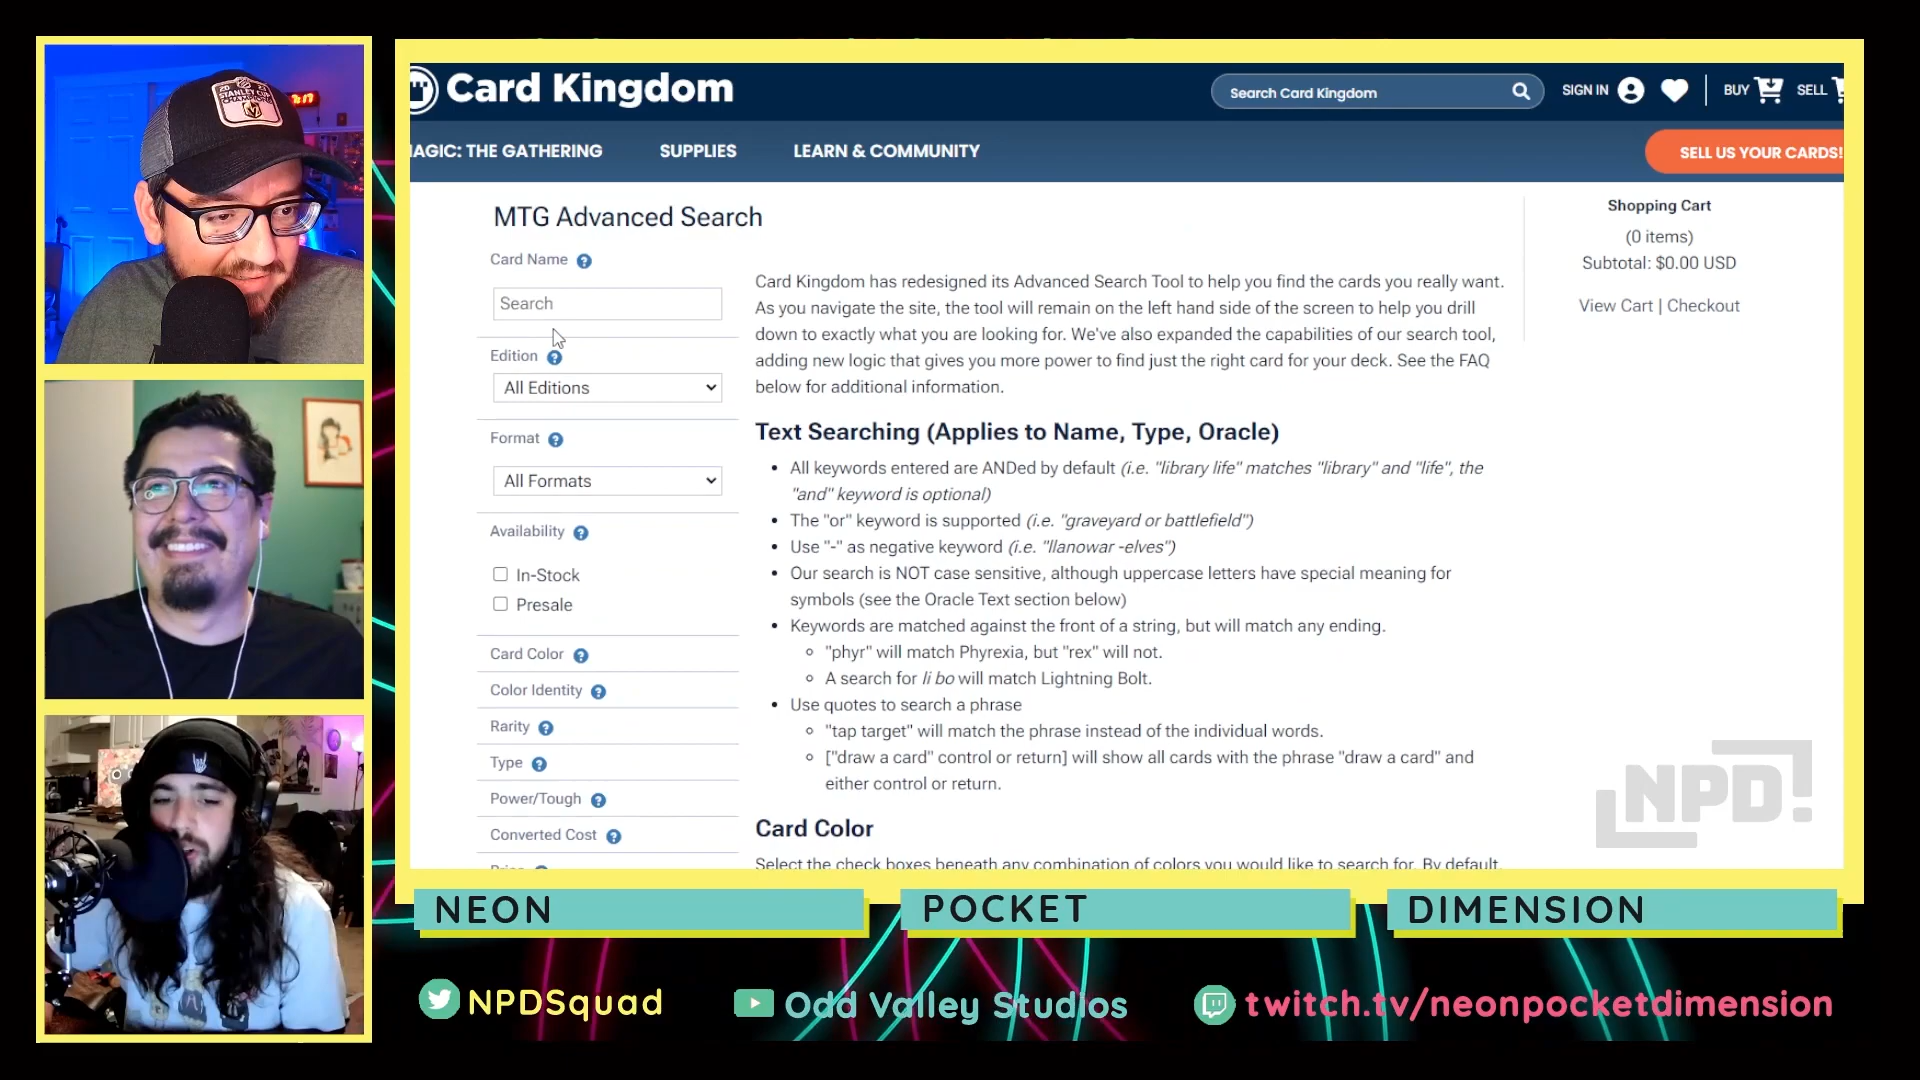 20 23
STANLEY CUP
CHAMPIONS
Card Kingdom
Search Card Kingdom
SIGN IN
BUY
SELL
AGIC: THE GATHERING
SUPPLIES
LEARN & COMMUNITY
SELL US YOUR CARDS!
MTG Advanced Search
Card Name ?
Search
Edition ?
All Editions
Format ?
All Formats
Availability ?
In-Stock
Presale
Card Color ?
Color Identity ?
Rarity ?
Type ?
Power/Tough ?
Converted Cost ?
Price
Card Kingdom has redesigned its Advanced Search Tool to help you find the cards you really want.
As you navigate the site, the tool will remain on the left hand side of the screen to help you drill
down to exactly what you are looking for. We've also expanded the capabilities of our search tool,
adding new logic that gives you more power to find just the right card for your deck. See the FAQ
below for additional information.
Text Searching (Applies to Name, Type, Oracle)
• All keywords entered are ANDed by default (i.e. "library life" matches "library" and "life", the
"and" keyword is optional)
• The "or" keyword is supported (i.e. "graveyard or battlefield")
• Use "-" as negative keyword (i.e. "llanowar -elves")
• Our search is NOT case sensitive, although uppercase letters have special meaning for
symbols (see the Oracle Text section below)
• Keywords are matched against the front of a string, but will match any ending.
◦ "phyr" will match Phyrexia, but "rex" will not.
◦ A search for li bo will match Lightning Bolt.
• Use quotes to search a phrase
◦ "tap target" will match the phrase instead of the individual words.
◦ ["draw a card" control or return] will show all cards with the phrase "draw a card" and
either control or return.
Card Color
Select the check boxes beneath any combination of colors you would like to search for. By default,
Shopping Cart
(0 items)
Subtotal: $0.00 USD
View Cart | Checkout
NPD!
NEON
POCKET
DIMENSION
NPDSquad
Odd Valley Studios
twitch.tv/neonpocketdimension